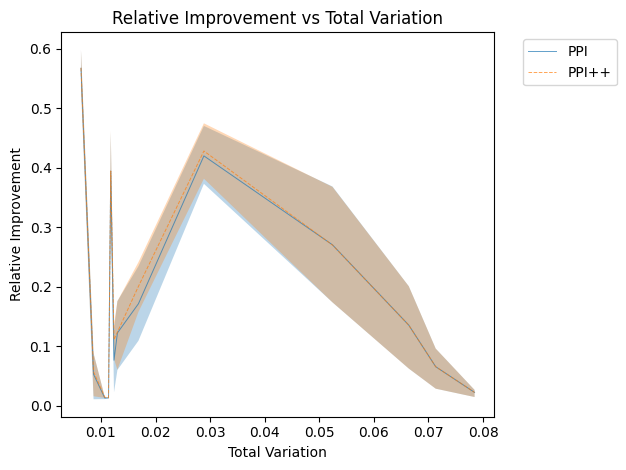 Relative Improvement vs Total Variation
PPI
PPI++
Relative Improvement
0.6
0.5
0.4
0.3
0.2
0.1
0.0
0.01 0.02 0.03 0.04 0.05 0.06 0.07 0.08
Total Variation